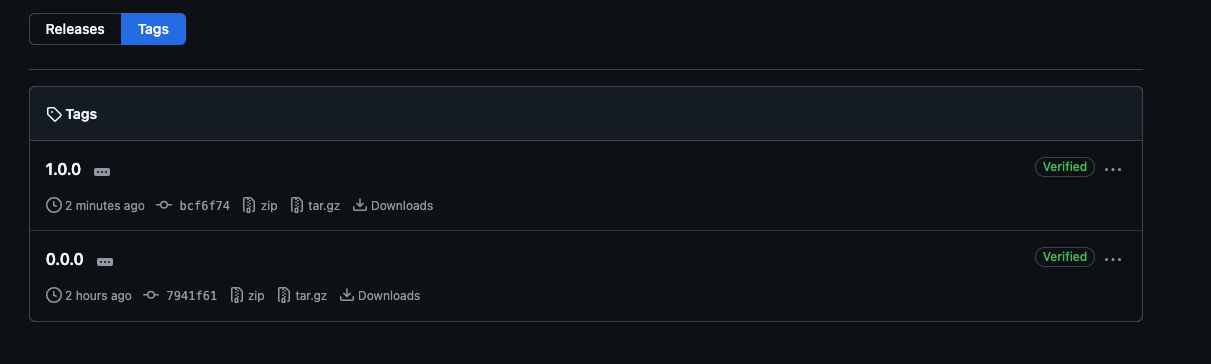 Releases Tags
Tags
1.0.0 Verified
2 minutes ago bcf6f74 zip tar.gz Downloads
0.0.0 Verified
2 hours ago 7941f61 zip tar.gz Downloads